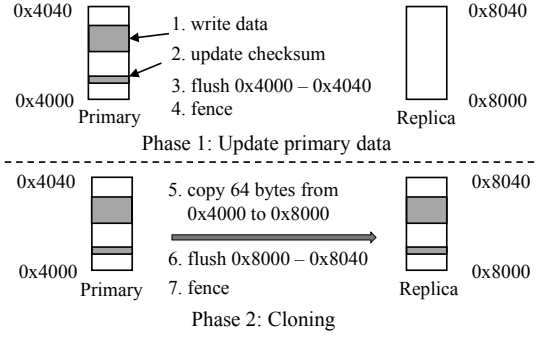 0x4040
1. write data
2. update checksum
3. flush 0x4000 – 0x4040
4. fence
0x4000
Primary
0x8040
0x8000
Replica
Phase 1: Update primary data
0x4040
5. copy 64 bytes from
0x4000 to 0x8000
6. flush 0x8000 – 0x8040
7. fence
0x4000
Primary
0x8040
0x8000
Replica
Phase 2: Cloning